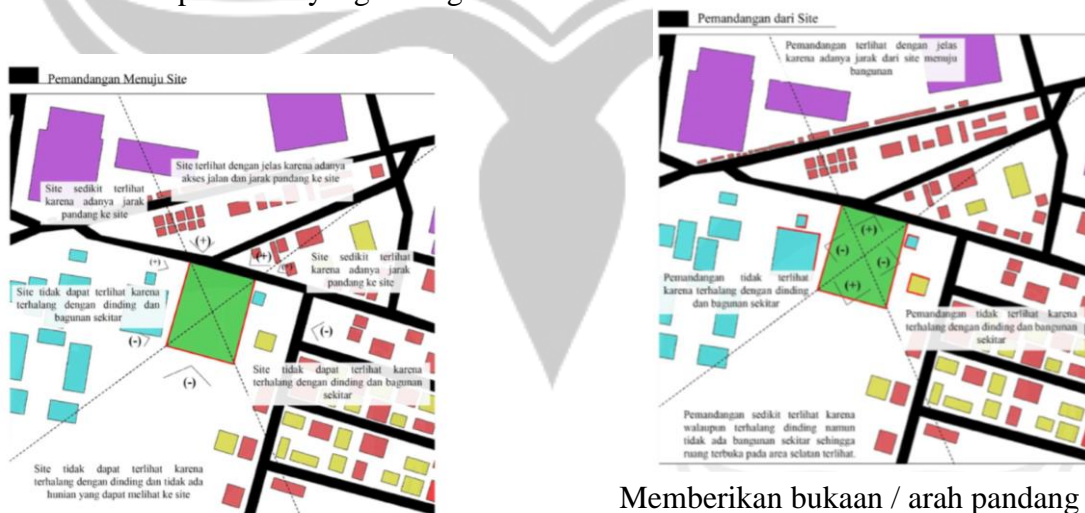 Pemandangan Menuju Site
Site terlihat dengan jelas karena adanya
akses jalan dan jarak pandang ke site
Site sedikit terlihat
karena adanya jarak
pandang ke site
(+)
(+)
Site sedikit terlihat
karena adanya jarak
pandang ke site
Site tidak dapat terlihat karena
terhalang dengan dinding dan
bagunan sekitar
(-)
(-)
(-)
Site tidak dapat terlihat karena
terhalang dengan dinding dan bagunan
sekitar
Site tidak dapat terlihat karena
terhalang dengan dinding dan tidak ada
hunian yang dapat melihat ke site
Pemandangan dari Site
Pemandangan terlihat dengan jelas
karena adanya jarak dari site menuju
bangunan
(+)
(-)
(-)
(+)
Pemandangan tidak terlihat
karena terhalang dengan dinding
dan bangunan sekitar
Pemandangan tidak terlihat karena
terhalang dengan dinding dan bangunan
sekitar
Pemandangan sedikit terlihat karena
walaupun terhalang dinding namun
tidak ada bangunan sekitar sehingga
ruang terbuka pada area selatan terlihat.
Memberikan bukaan / arah pandang